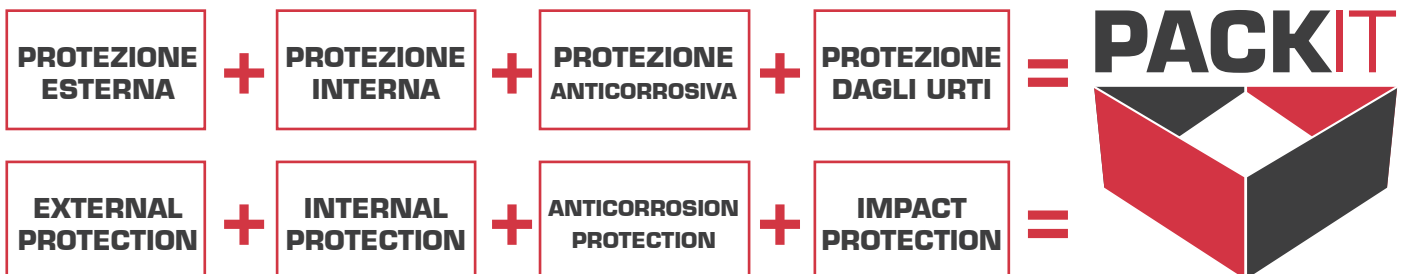 PROTEZIONE
ESTERNA
+
PROTEZIONE
INTERNA
+
PROTEZIONE
ANTICORROSIVA
+
PROTEZIONE
DAGLI URTI
=
PACKIT
EXTERNAL
PROTECTION
+
INTERNAL
PROTECTION
+
ANTICORROSION
PROTECTION
+
IMPACT
PROTECTION
=